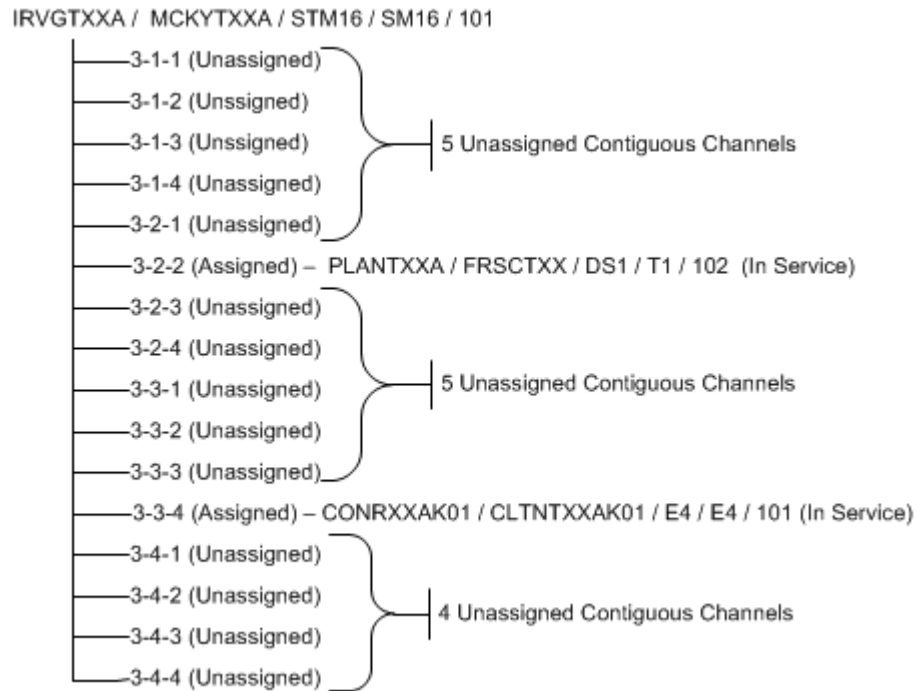 IRVGTXXA / MCKYTXXA / STM16 / SM16 / 101
3-1-1 (Unassigned)
3-1-2 (Unssigned)
3-1-3 (Unssigned)
5 Unassigned Contiguous Channels
3-1-4 (Unassigned)
3-2-1 (Unassigned)
3-2-2 (Assigned) – PLANTXXA / FRSCTXX / DS1 / T1 / 102 (In Service)
3-2-3 (Unassigned)
3-2-4 (Unassigned)
3-3-1 (Unassigned)
5 Unassigned Contiguous Channels
3-3-2 (Unassigned)
3-3-3 (Unassigned)
3-3-4 (Assigned) – CONRXXAK01 / CLTNTXXAK01 / E4 / E4 / 101 (In Service)
3-4-1 (Unassigned)
3-4-2 (Unassigned)
4 Unassigned Contiguous Channels
3-4-3 (Unassigned)
3-4-4 (Unassigned)